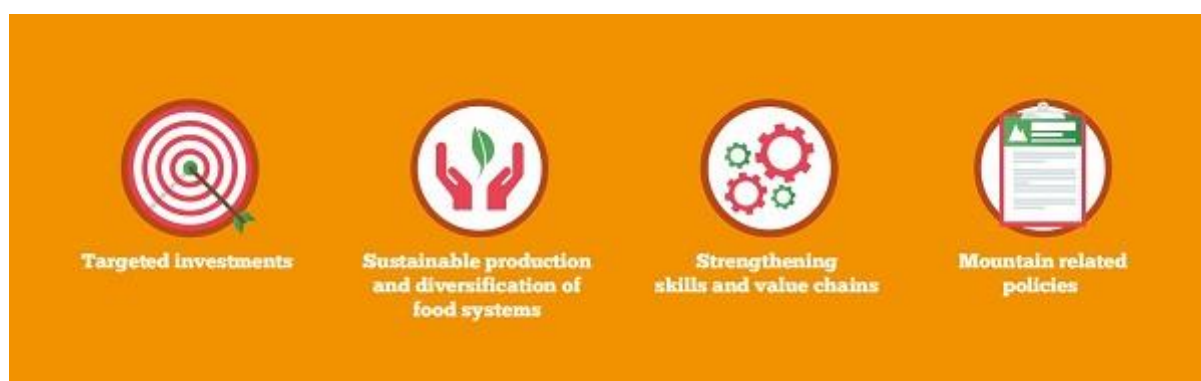 Targeted investments
Sustainable production
and diversification of
food systems
Strengthening
skills and value chains
Mountain related
policies